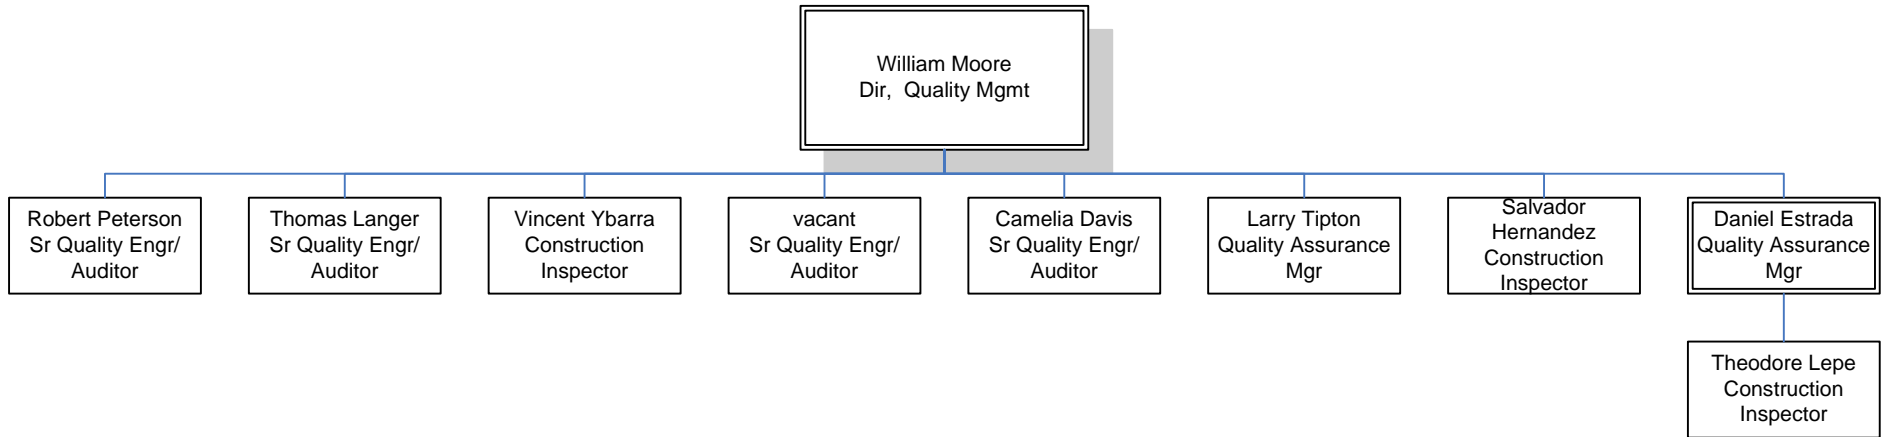 William Moore
Dir,  Quality Mgmt
Robert Peterson
Sr Quality Engr/
Auditor
Thomas Langer
Sr Quality Engr/
Auditor
Vincent Ybarra
Construction
Inspector
vacant
Sr Quality Engr/
Auditor
Camelia Davis
Sr Quality Engr/
Auditor
Larry Tipton
Quality Assurance
Mgr
Salvador
Hernandez
Construction
Inspector
Daniel Estrada
Quality Assurance
Mgr
Theodore Lepe
Construction
Inspector